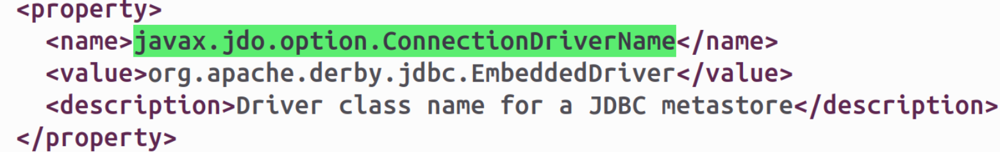 <property>
<name>javax.jdo.option.ConnectionDriverName</name>
<value>org.apache.derby.jdbc.EmbeddedDriver</value>
<description>Driver class name for a JDBC metastore</description>
</property>